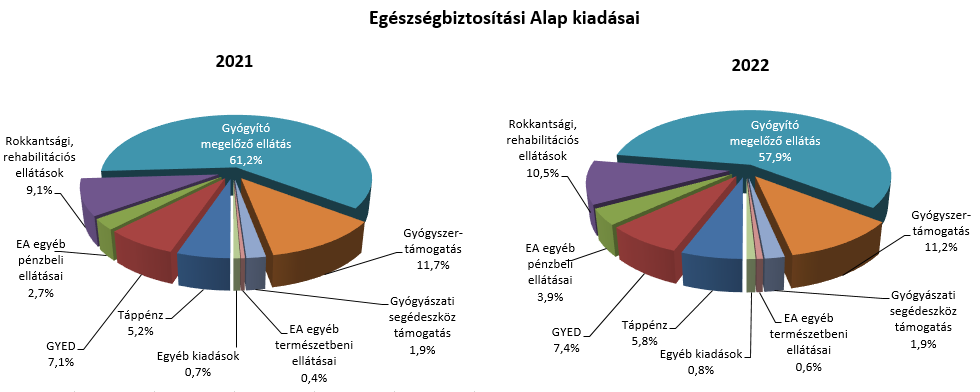 Egészségbiztosítási Alap kiadásai
2021
Gyógyító
megelőző ellátás
61,2%
Rokkantsági,
rehabilitációs
ellátások
9,1%
EA egyéb
pénzbeli
ellátásai
2,7%
GYED
7,1%
Táppénz
5,2%
Egyéb kiadások
0,7%
EA egyéb
természetbeni
ellátásai
0,4%
Gyógyászati
segédeszköz
támogatás
1,9%
Gyógyszer-
támogatás
11,7%
2022
Gyógyító
megelőző ellátás
57,9%
Rokkantsági,
rehabilitációs
ellátások
10,5%
EA egyéb
pénzbeli
ellátásai
3,9%
GYED
7,4%
Táppénz
5,8%
Egyéb kiadások
0,8%
EA egyéb
természetbeni
ellátásai
0,6%
Gyógyászati
segédeszköz
támogatás
1,9%
Gyógyszer-
támogatás
11,2%